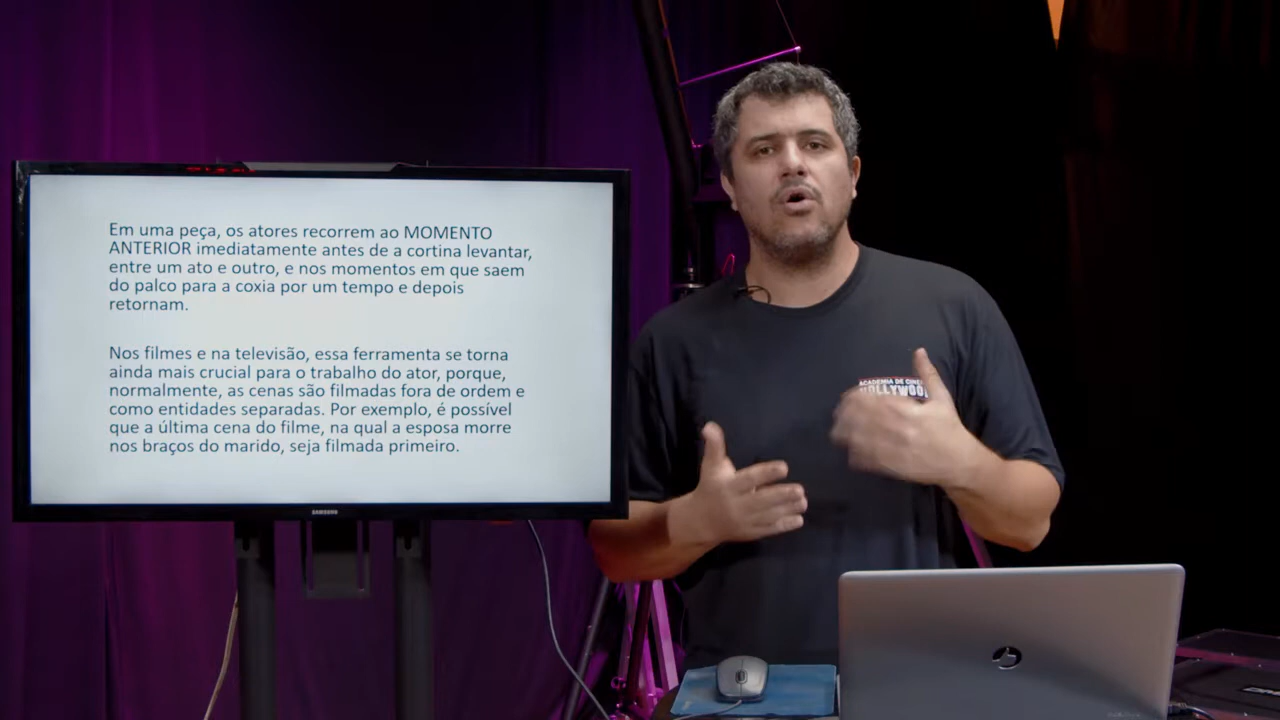 Em uma peça, os atores recorrem ao MOMENTO
ANTERIOR imediatamente antes de a cortina levantar,
entre um ato e outro, e nos momentos em que saem
do palco para a coxia por um tempo e depois
retornam.
Nos filmes e na televisão, essa ferramenta se torna
ainda mais crucial para o trabalho do ator, porque,
normalmente, as cenas são filmadas fora de ordem e
como entidades separadas. Por exemplo, é possível
que a última cena do filme, na qual a esposa morre
nos braços do marido, seja filmada primeiro.
SAMSUNG
ACADEMIA DE